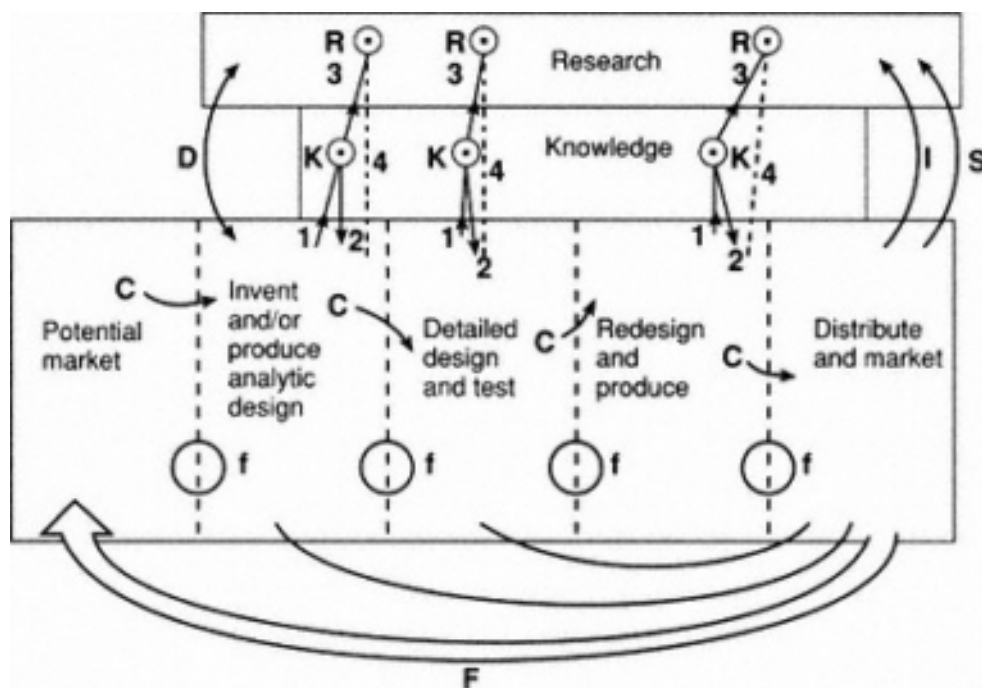 R R R
3 3 3
Research
D K 4 K 4 Knowledge K 4 I S
1 2 1 2 1 2
C Invent
and/or
produce
analytic
design
Potential
market
C Detailed
design
and test
C Redesign
and
produce
C Distribute
and market
f f f f
F